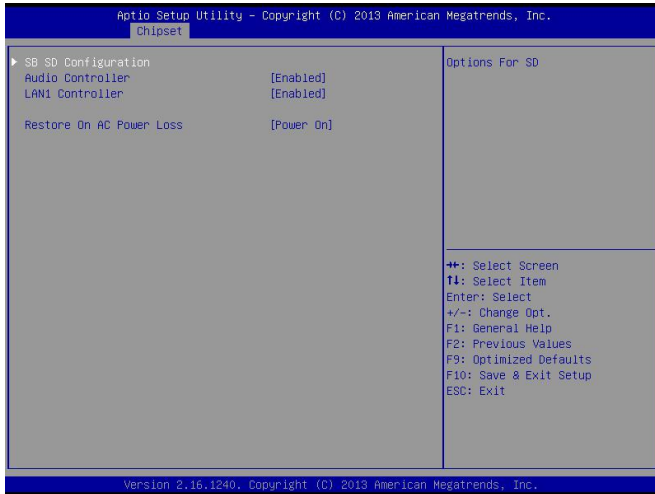 Aptio Setup Utility – Copyright (C) 2013 American Megatrends, Inc.
Chipset
▶ SB SD Configuration
Audio Controller [Enabled]
LAN1 Controller [Enabled]
Restore On AC Power Loss [Power On]
Options For SD
→←: Select Screen
↑↓: Select Item
Enter: Select
+/-: Change Opt.
F1: General Help
F2: Previous Values
F9: Optimized Defaults
F10: Save & Exit Setup
ESC: Exit
Version 2.16.1240. Copyright (C) 2013 American Megatrends, Inc.